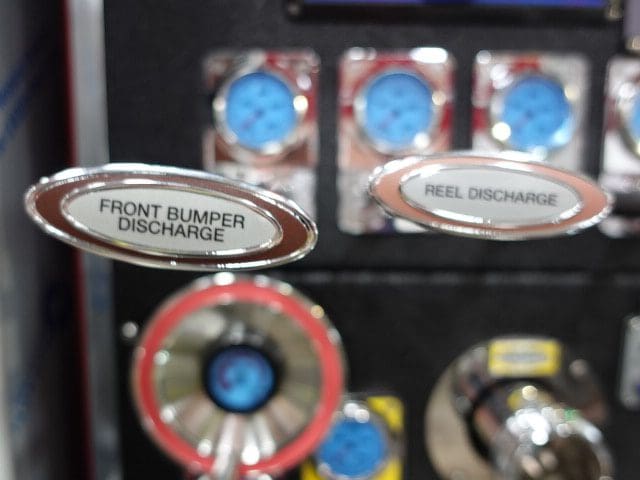 FRONT BUMPER
DISCHARGE
REEL DISCHARGE